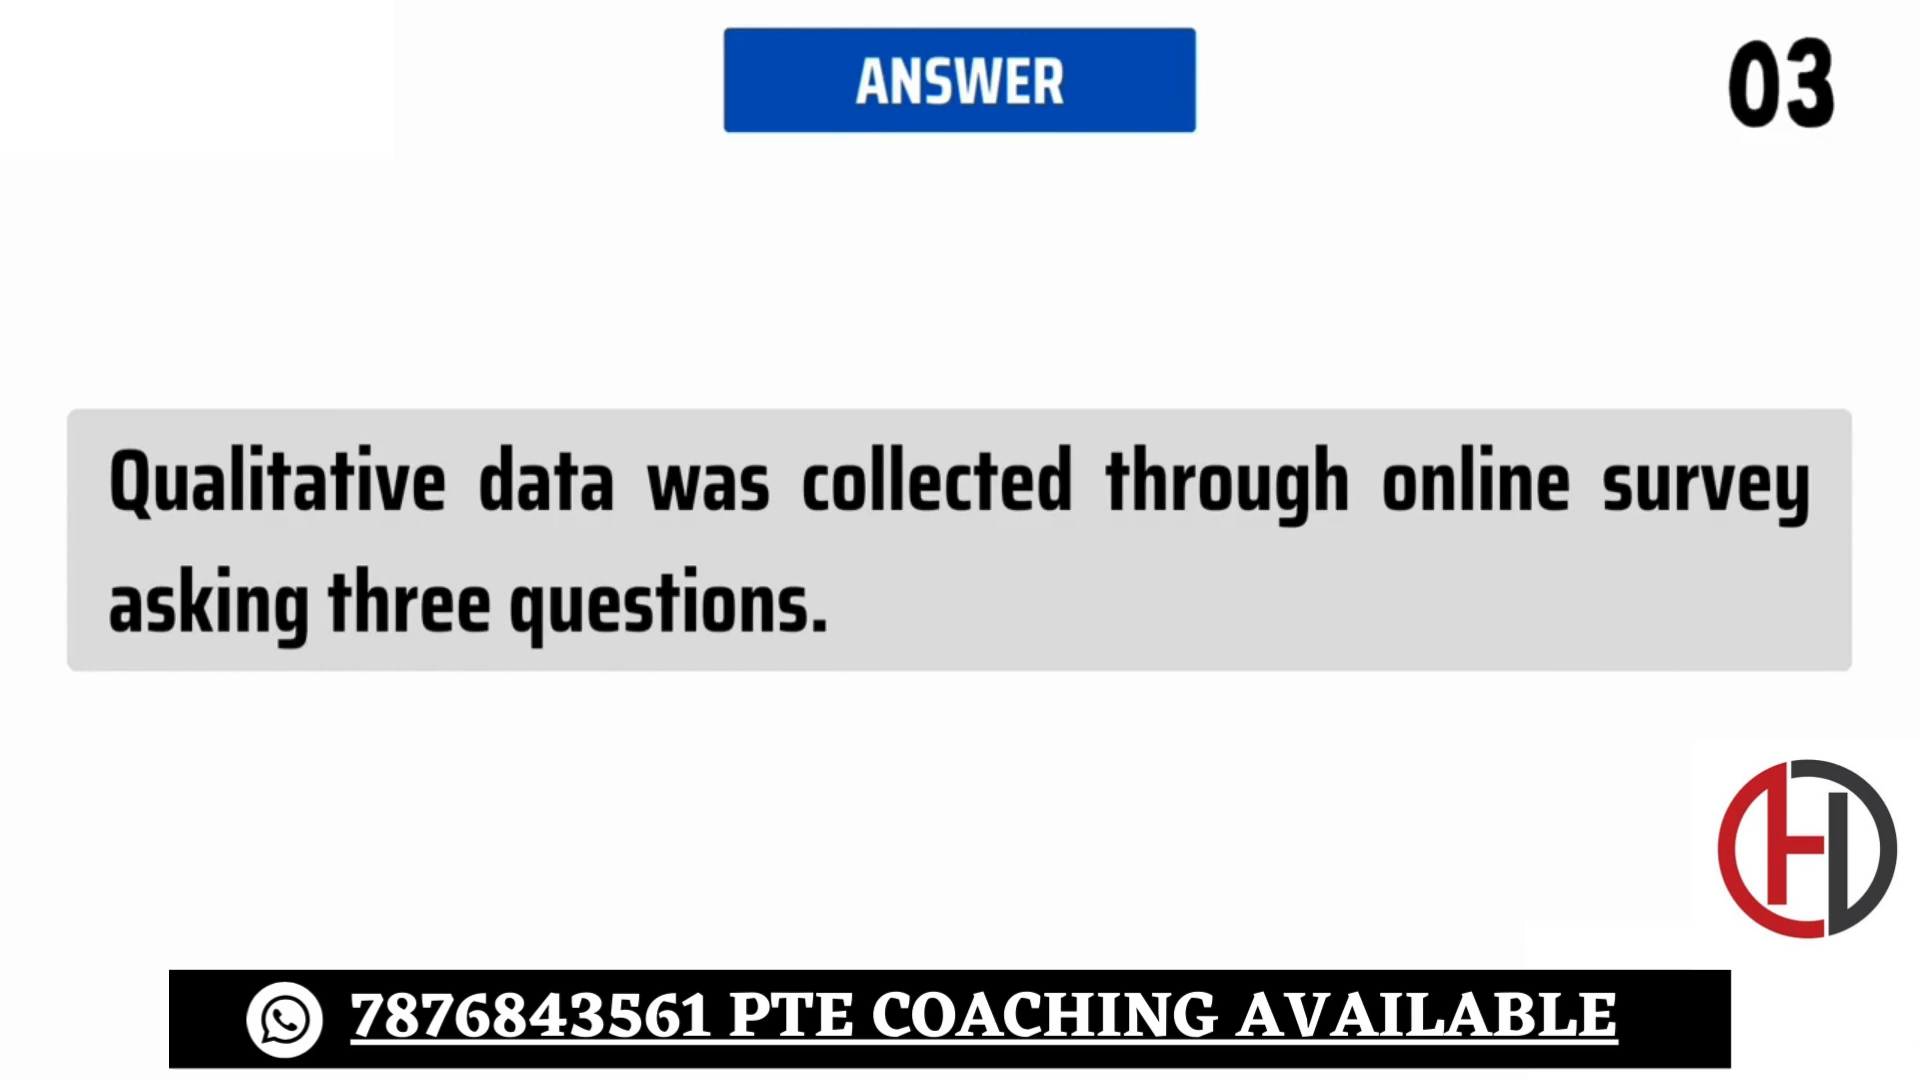 ANSWER
03
Qualitative data was collected through online survey
asking three questions.
7876843561 PTE COACHING AVAILABLE